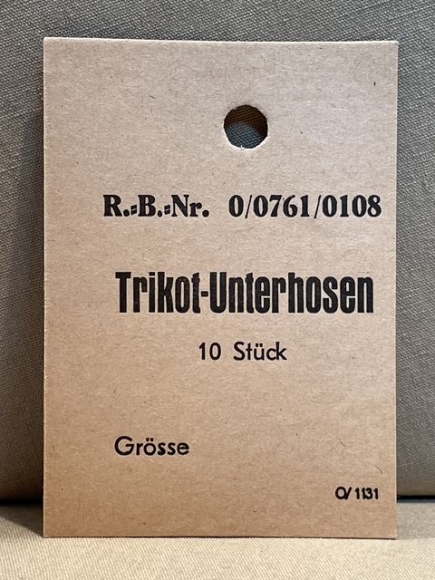 R.=B.=Nr. 0/0761/0108
Trikot-Unterhosen
10 Stück
Grösse
O/1131